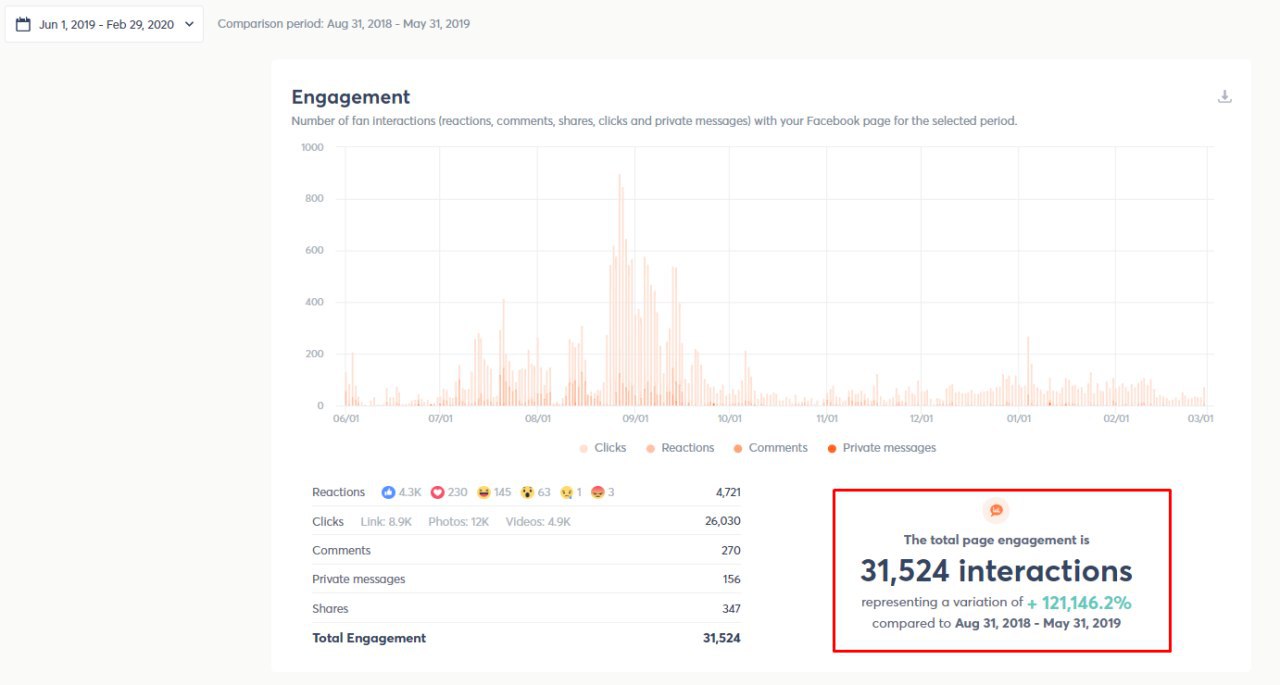 Jun 1, 2019 - Feb 29, 2020 Comparison period: Aug 31, 2018 - May 31, 2019
Engagement
Number of fan interactions (reactions, comments, shares, clicks and private messages) with your Facebook page for the selected period.
1000
800
600
400
200
0
06/01 07/01 08/01 09/01 10/01 11/01 12/01 01/01 02/01 03/01
Clicks Reactions Comments Private messages
Reactions 4.3K 230 145 63 1 3 4,721
Clicks Link: 8.9K Photos: 12K Videos: 4.9K 26,030
Comments 270
Private messages 156
Shares 347
Total Engagement 31,524
The total page engagement is
31,524 interactions
representing a variation of + 121,146.2%
compared to Aug 31, 2018 - May 31, 2019